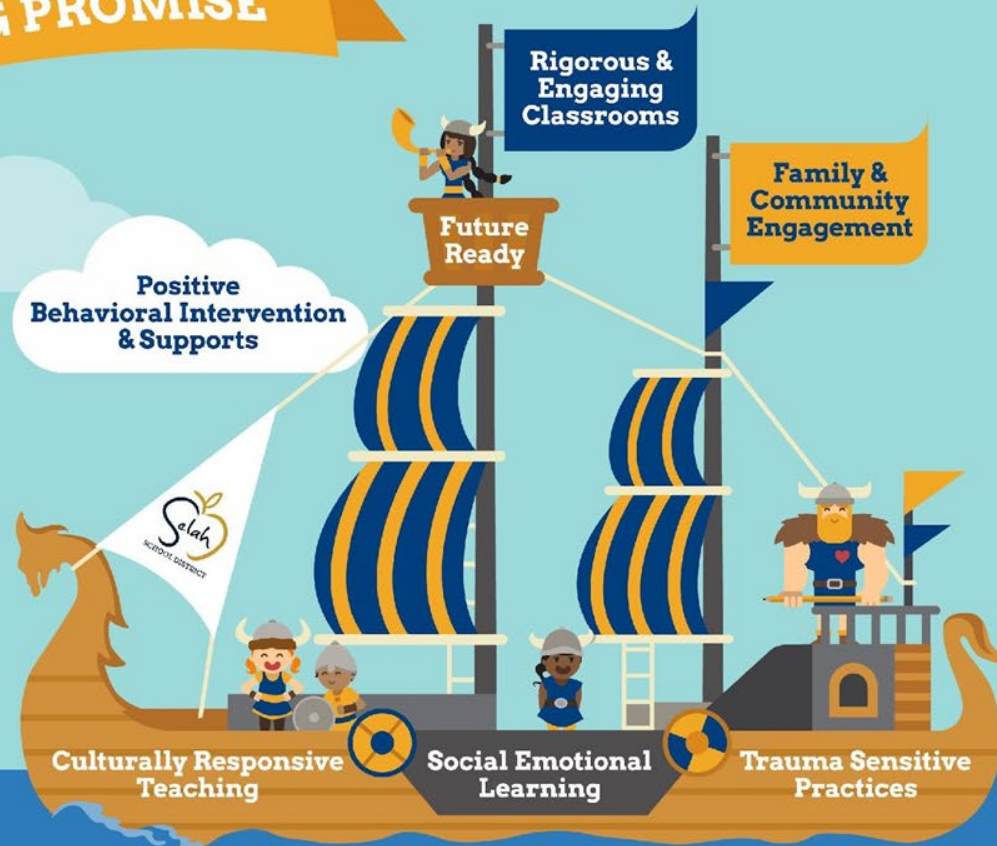 G PROMISE
Rigorous &
Engaging
Classrooms
Family &
Community
Engagement
Future
Ready
Positive
Behavioral Intervention
& Supports
Selah
SCHOOL DISTRICT
Culturally Responsive
Teaching
Social Emotional
Learning
Trauma Sensitive
Practices